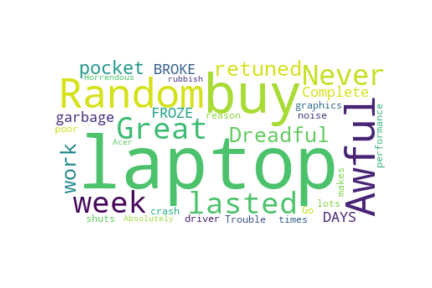 pocket BROKE retuned Never
Horrendous rubbish
Random buy Complete
garbage FROZE reason graphics
poor Great Dreadful noise
Acer
work laptop Awful performance
week lasted makes
lots
crash Go
shuts Absolutely driver Trouble times DAYS